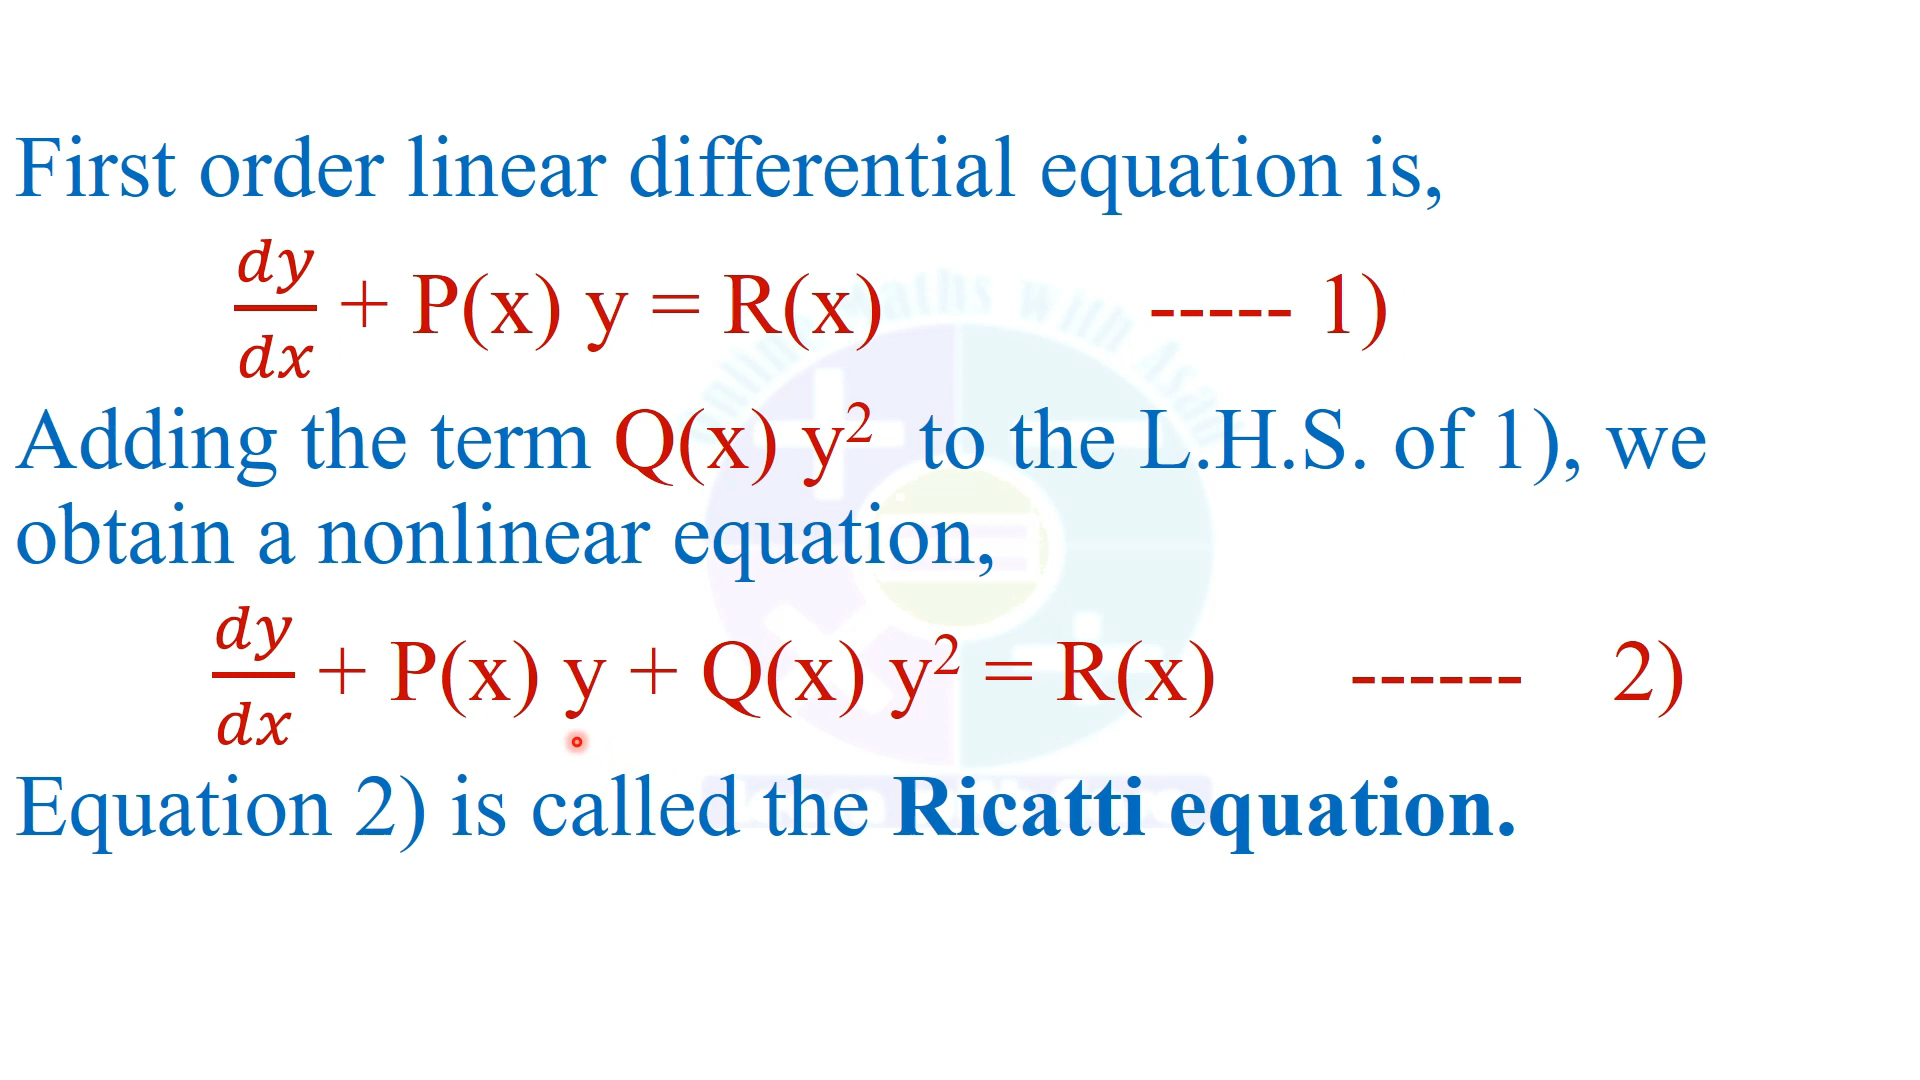 First order linear differential equation is,
dy/dx + P(x) y = R(x) ----- 1)
Adding the term Q(x) y² to the L.H.S. of 1), we
obtain a nonlinear equation,
dy/dx + P(x) y + Q(x) y² = R(x) ------ 2)
Equation 2) is called the Ricatti equation.